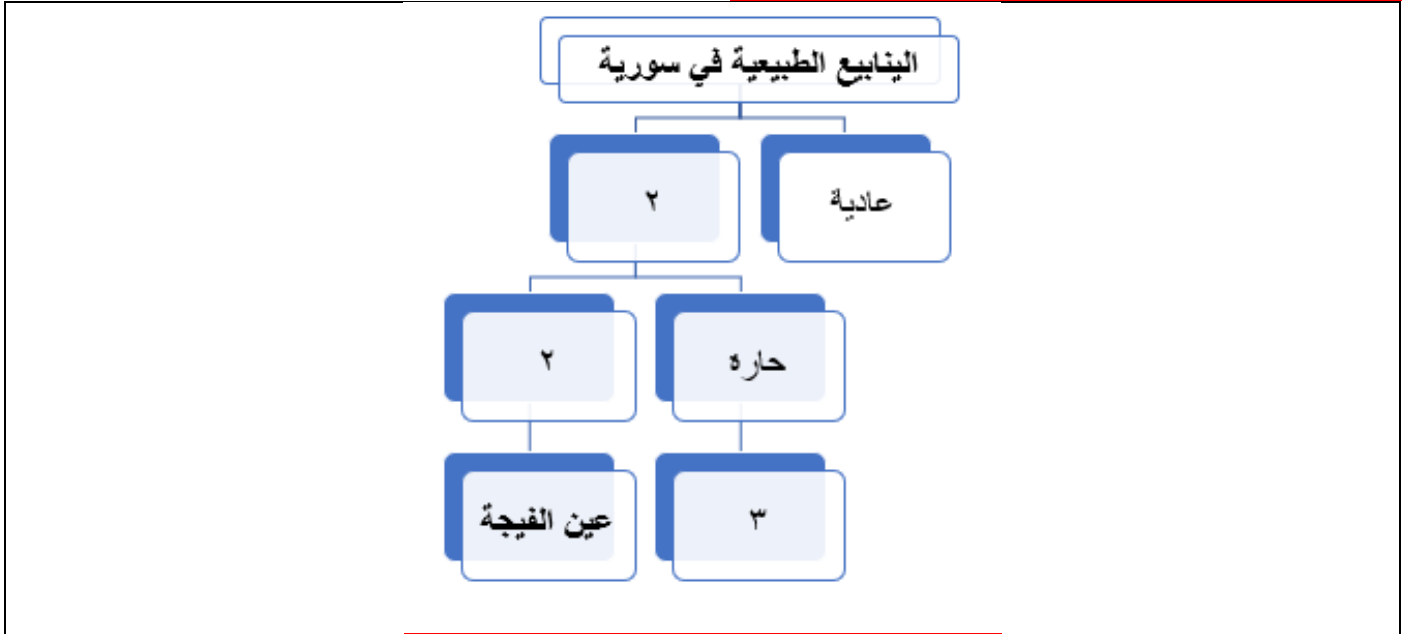 الينابيع الطبيعية في سورية
عادية
٢
حاره
٢
٣
عين الفيجة